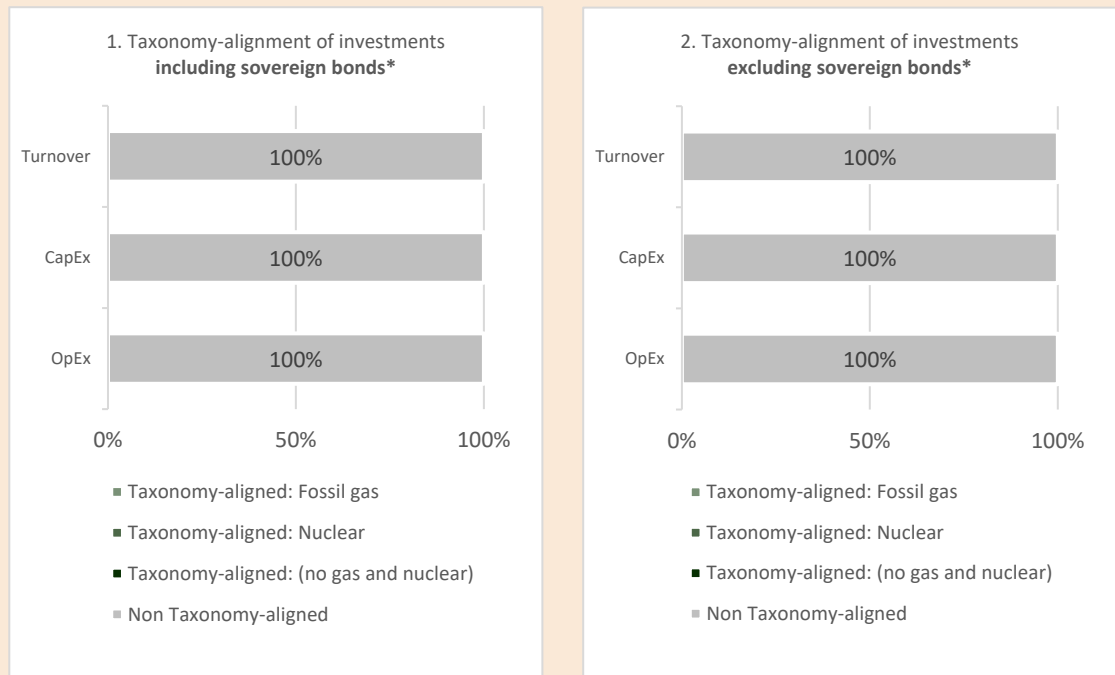 1. Taxonomy-alignment of investments
including sovereign bonds*
Turnover
100%
CapEx
100%
OpEx
100%
0%
50%
100%
Taxonomy-aligned: Fossil gas
Taxonomy-aligned: Nuclear
Taxonomy-aligned: (no gas and nuclear)
Non Taxonomy-aligned
2. Taxonomy-alignment of investments
excluding sovereign bonds*
Turnover
100%
CapEx
100%
OpEx
100%
0%
50%
100%
Taxonomy-aligned: Fossil gas
Taxonomy-aligned: Nuclear
Taxonomy-aligned: (no gas and nuclear)
Non Taxonomy-aligned